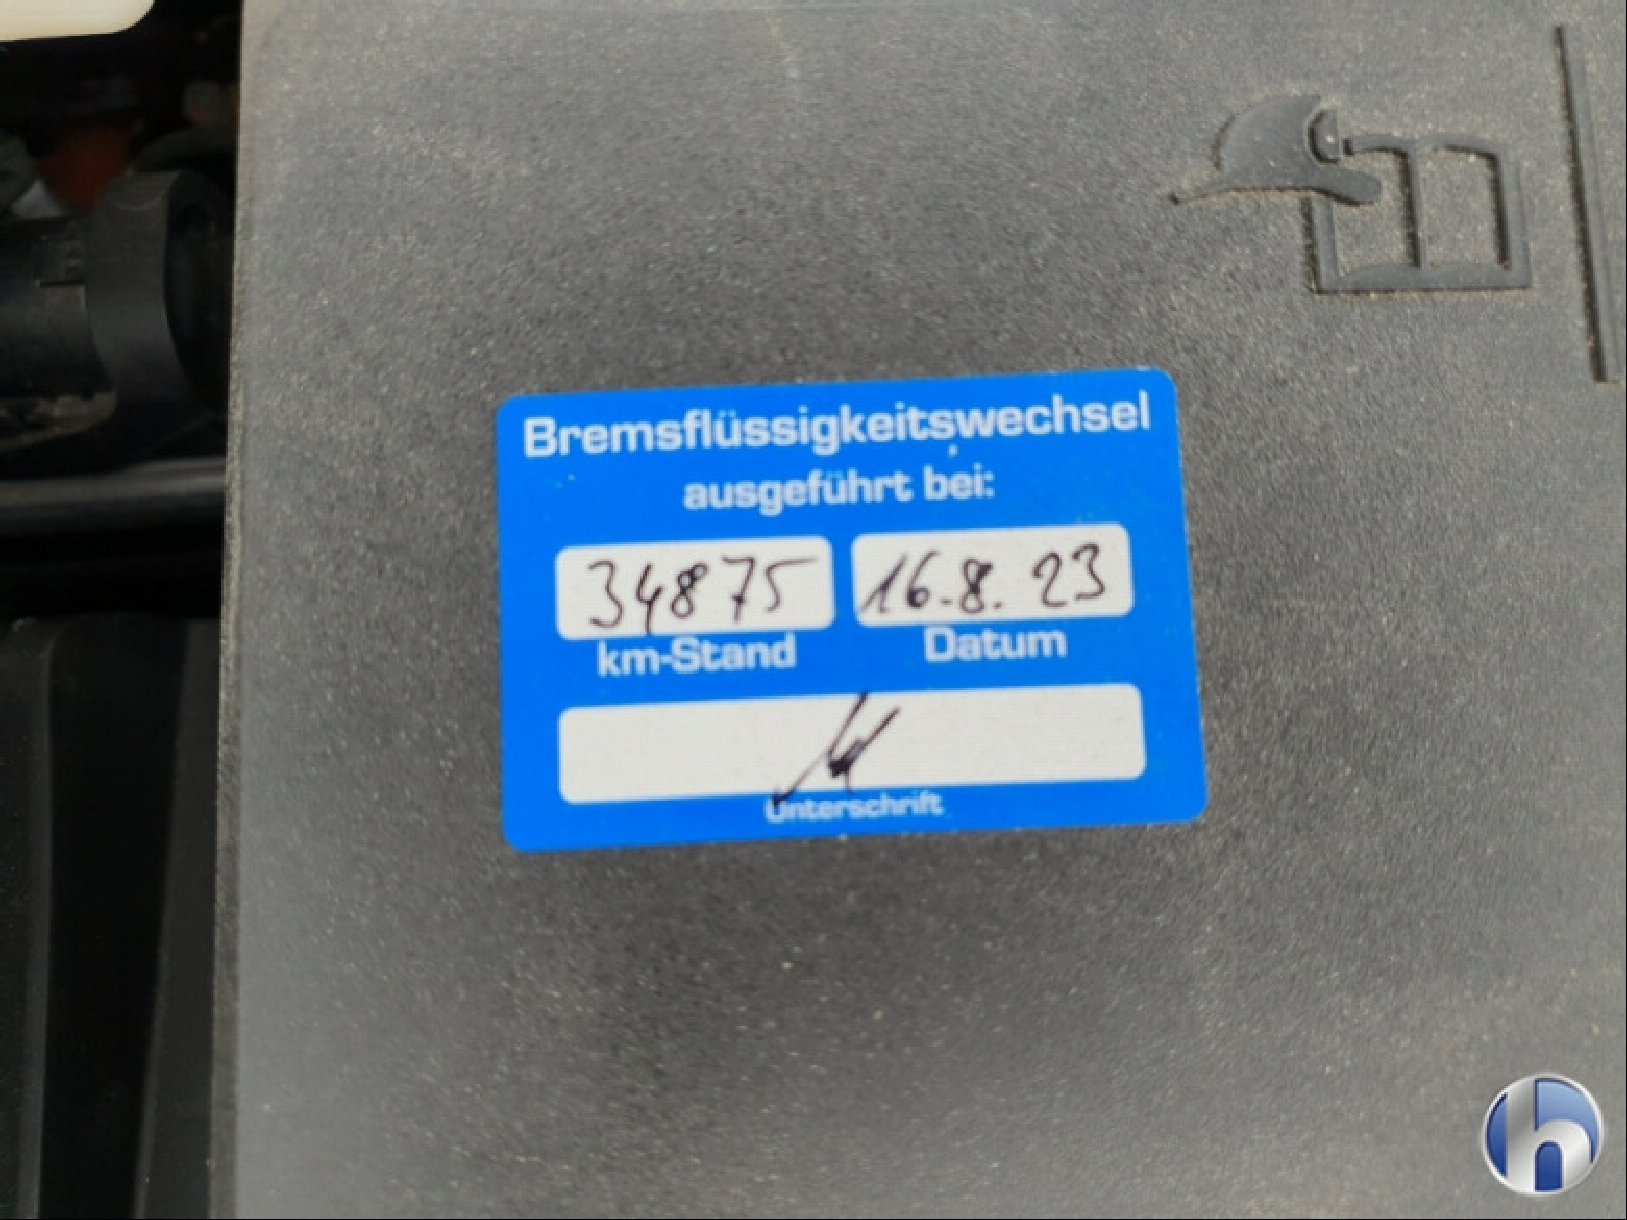 Bremsflüssigkeitswechsel
ausgeführt bei:
34875 16.8.23
km-Stand Datum
Unterschrift